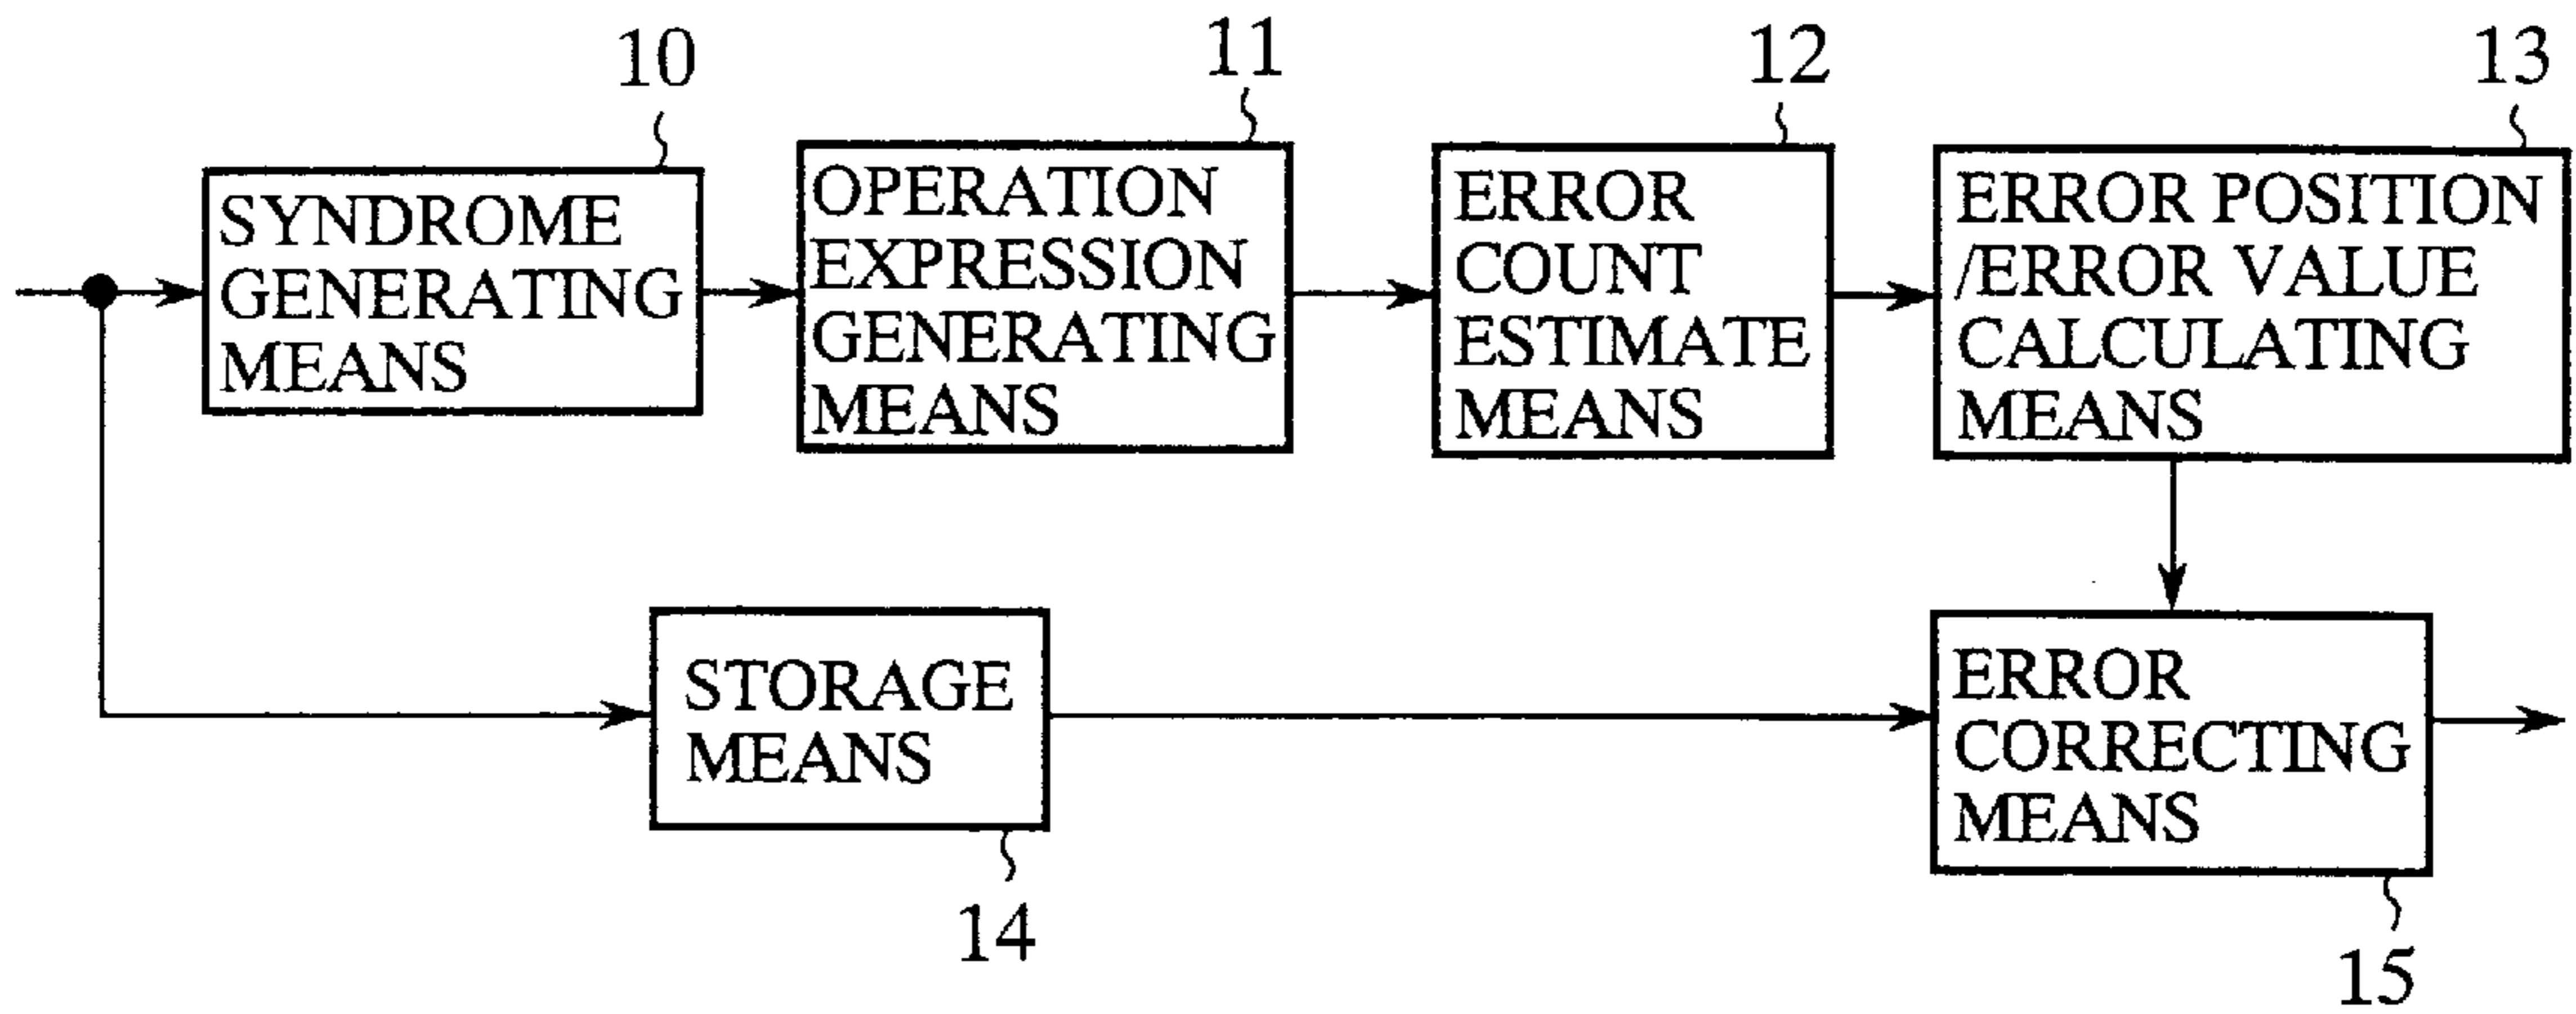 10
SYNDROME
GENERATING
MEANS
11
OPERATION
EXPRESSION
GENERATING
MEANS
12
ERROR
COUNT
ESTIMATE
MEANS
13
ERROR POSITION
/ERROR VALUE
CALCULATING
MEANS
STORAGE
MEANS
14
ERROR
CORRECTING
MEANS
15